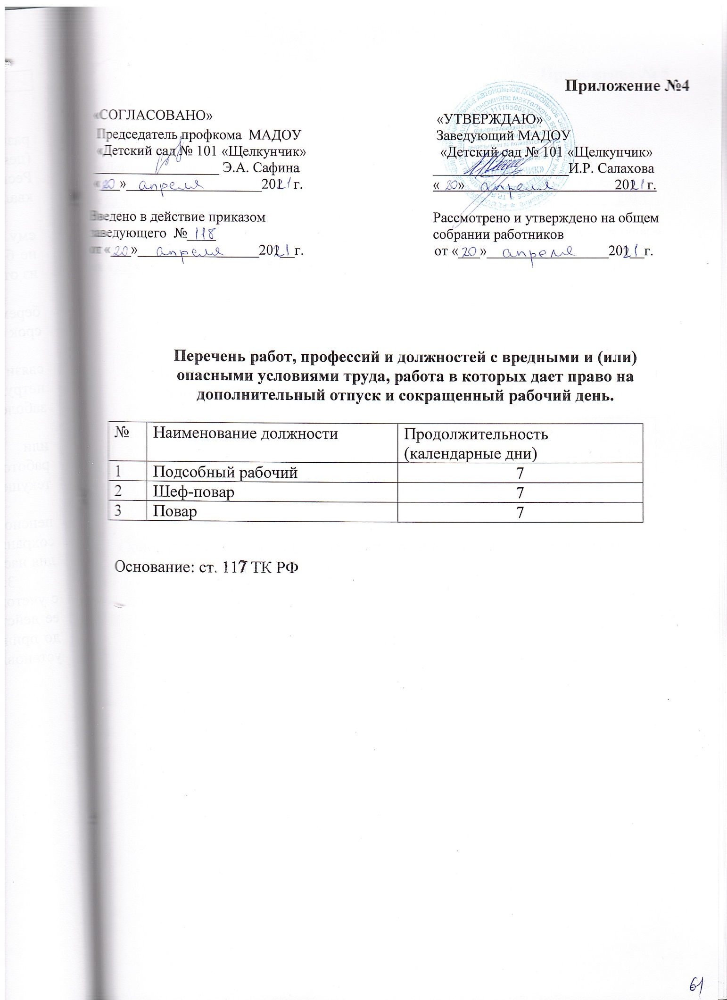 Приложение №4
«СОГЛАСОВАНО»
Председатель профкома МАДОУ
«Детский сад № 101 «Щелкунчик»
Э.А. Сафина
«20» апреля 2021 г.
Введено в действие приказом
заведующего № 118
от «20» апреля 2021 г.
«УТВЕРЖДАЮ»
Заведующий МАДОУ
«Детский сад № 101 «Щелкунчик»
И.Р. Салахова
«20» апреля 2021 г.
Рассмотрено и утверждено на общем
собрании работников
от «20» апреля 2021 г.
Перечень работ, профессий и должностей с вредными и (или)
опасными условиями труда, работа в которых дает право на
дополнительный отпуск и сокращенный рабочий день.
№ Наименование должности Продолжительность
(календарные дни)
1 Подсобный рабочий 7
2 Шеф-повар 7
3 Повар 7
Основание: ст. 117 ТК РФ
61